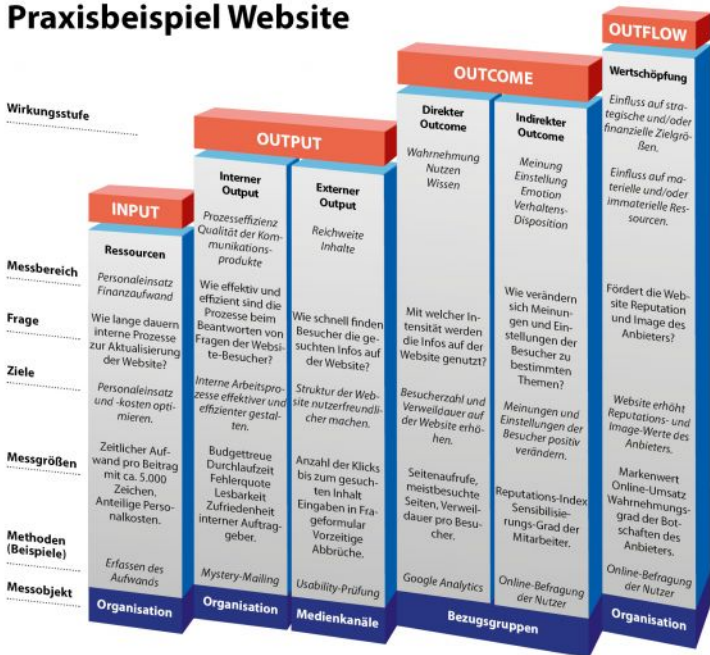 Praxisbeispiel Website
Wirkungsstufe
Messbereich
Frage
Ziele
Messgrößen
Methoden
(Beispiele)
Messobjekt
INPUT
Ressourcen
Personaleinsatz
Finanzaufwand
Wie lange dauern
interne Prozesse
zur Aktualisierung
der Website?
Personaleinsatz
und -kosten opti-
mieren.
Zeitlicher Auf-
wand pro Beitrag
mit ca. 5.000
Zeichen.
Anteilige Perso-
nalkosten.
Erfassen des
Aufwands
Organisation
OUTPUT
Interner
Output
Prozesseffizienz
Qualität der Kom-
munikations-
produkte
Wie effektiv und
effizient sind die
Prozesse beim
Beantworten von
Fragen der Websi-
te-Besucher?
Interne Arbeitspro-
zesse effektiver und
effizienter gestal-
ten.
Budgettreue
Durchlaufzeit
Fehlerquote
Lesbarkeit
Zufriedenheit
interner Auftrag-
geber.
Mystery-Mailing
Organisation
Externer
Output
Reichweite
Inhalte
Wie schnell finden
Besucher die ge-
suchten Infos auf
der Website?
Struktur der Web-
site nutzerfreundli-
cher machen.
Anzahl der Klicks
bis zum gesuch-
ten Inhalt
Eingaben in Fra-
geformular
Vorzeitige
Abbrüche.
Usability-Prüfung
Medienkanäle
OUTCOME
Direkter
Outcome
Wahrnehmung
Nutzen
Wissen
Mit welcher In-
tensität werden
die Infos auf der
Website genutzt?
Besucherzahl und
Verweildauer auf
der Website erhö-
hen.
Seitenaufrufe,
meistbesuchte
Seiten, Verweil-
dauer pro Besu-
cher.
Google Analytics
Indirekter
Outcome
Meinung
Einstellung
Emotion
Verhaltens-
Disposition
Wie verändern
sich Meinun-
gen und Ein-
stellungen der
Besucher zu
bestimmten
Themen?
Meinungen und
Einstellungen der
Besucher positiv
verändern.
Reputations-Index
Sensibilisie-
rungs-Grad der
Mitarbeiter.
Online-Befragung
der Nutzer
Bezugsgruppen
OUTFLOW
Wertschöpfung
Einfluss auf stra-
tegische und/oder
finanzielle Zielgrö-
ßen.
Einfluss auf ma-
terielle und/oder
immaterielle Res-
sourcen.
Fördert die Web-
site Reputation
und Image des
Anbieters?
Website erhöht
Reputations- und
Image-Werte des
Anbieters.
Markenwert
Online-Umsatz
Wahrnehmungs-
grad der Bot-
schaften des
Anbieters.
Online-Befragung
der Nutzer
Organisation